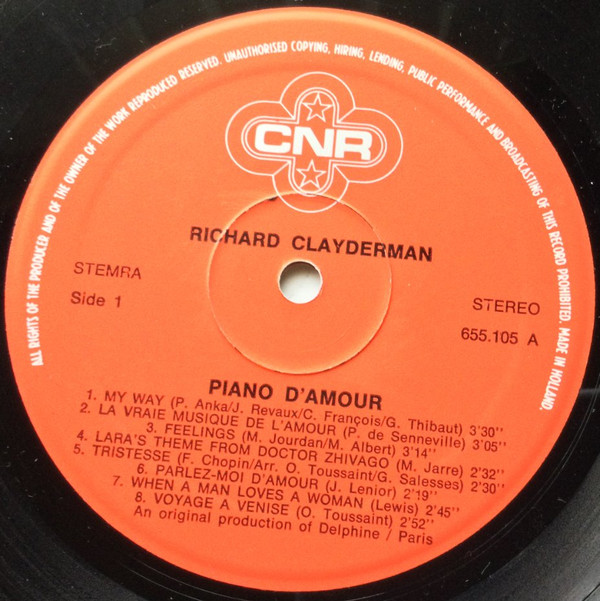 ALL RIGHTS OF THE PRODUCER AND OF THE OWNER OF THE WORK REPRODUCED RESERVED. UNAUTHORISED COPYING, HIRING, LENDING, PUBLIC PERFORMANCE AND BROADCASTING OF THIS RECORD PROHIBITED. MADE IN HOLLAND.
CNR
RICHARD CLAYDERMAN
STEMRA
Side 1
STEREO
655.105 A
PIANO D'AMOUR
1. MY WAY (P. Anka/J. Revaux/C. François/G. Thibaut) 3'30''
2. LA VRAIE MUSIQUE DE L'AMOUR (P. de Senneville) 3'05''
3. FEELINGS (M. Jourdan/M. Albert) 3'14''
4. LARA'S THEME FROM DOCTOR ZHIVAGO (M. Jarre) 2'32''
5. TRISTESSE (F. Chopin/Arr. O. Toussaint/G. Salesses) 2'30''
6. PARLEZ-MOI D'AMOUR (J. Lenior) 2'19''
7. WHEN A MAN LOVES A WOMAN (Lewis) 2'45''
8. VOYAGE A VENISE (O. Toussaint) 2'52''
An original production of Delphine / Paris